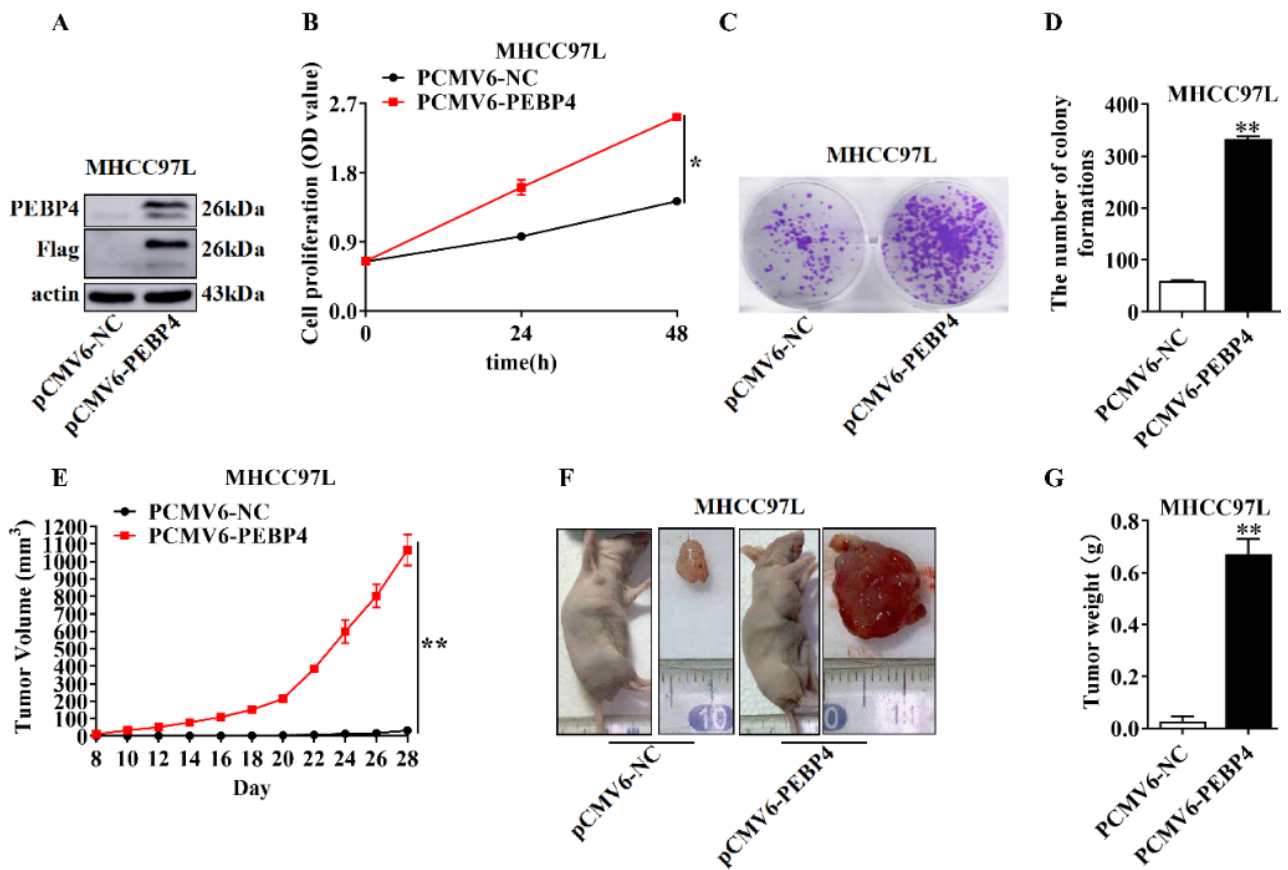 A
MHCC97L
PEBP4
26kDa
Flag
26kDa
actin
43kDa
pCMV6-NC
pCMV6-PEBP4
B
MHCC97L
PCMV6-NC
PCMV6-PEBP4
Cell proliferation (OD value)
2.7
1.8
0.9
0.0
*
0
24
48
time(h)
C
MHCC97L
pCMV6-NC
pCMV6-PEBP4
D
MHCC97L
The number of colony
formations
400
300
200
100
0
**
PCMV6-NC
PCMV6-PEBP4
E
MHCC97L
PCMV6-NC
PCMV6-PEBP4
Tumor Volume (mm³)
1200
1100
1000
900
800
700
600
500
400
300
200
100
0
**
8 10 12 14 16 18 20 22 24 26 28
Day
F
MHCC97L
10
0
11
pCMV6-NC
pCMV6-PEBP4
G
MHCC97L
Tumor weight (g)
0.8
0.6
0.4
0.2
0.0
**
PCMV6-NC
PCMV6-PEBP4